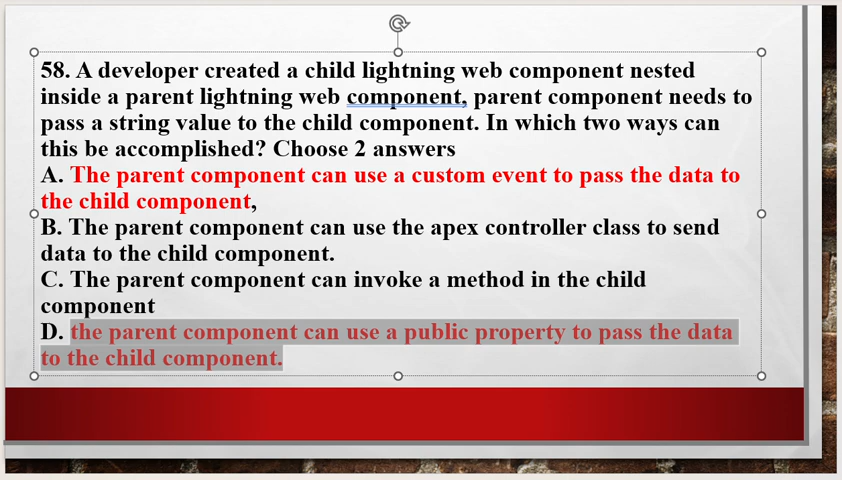 58. A developer created a child lightning web component nested
inside a parent lightning web component, parent component needs to
pass a string value to the child component. In which two ways can
this be accomplished? Choose 2 answers
A. The parent component can use a custom event to pass the data to
the child component,
B. The parent component can use the apex controller class to send
data to the child component.
C. The parent component can invoke a method in the child
component
D. the parent component can use a public property to pass the data
to the child component.